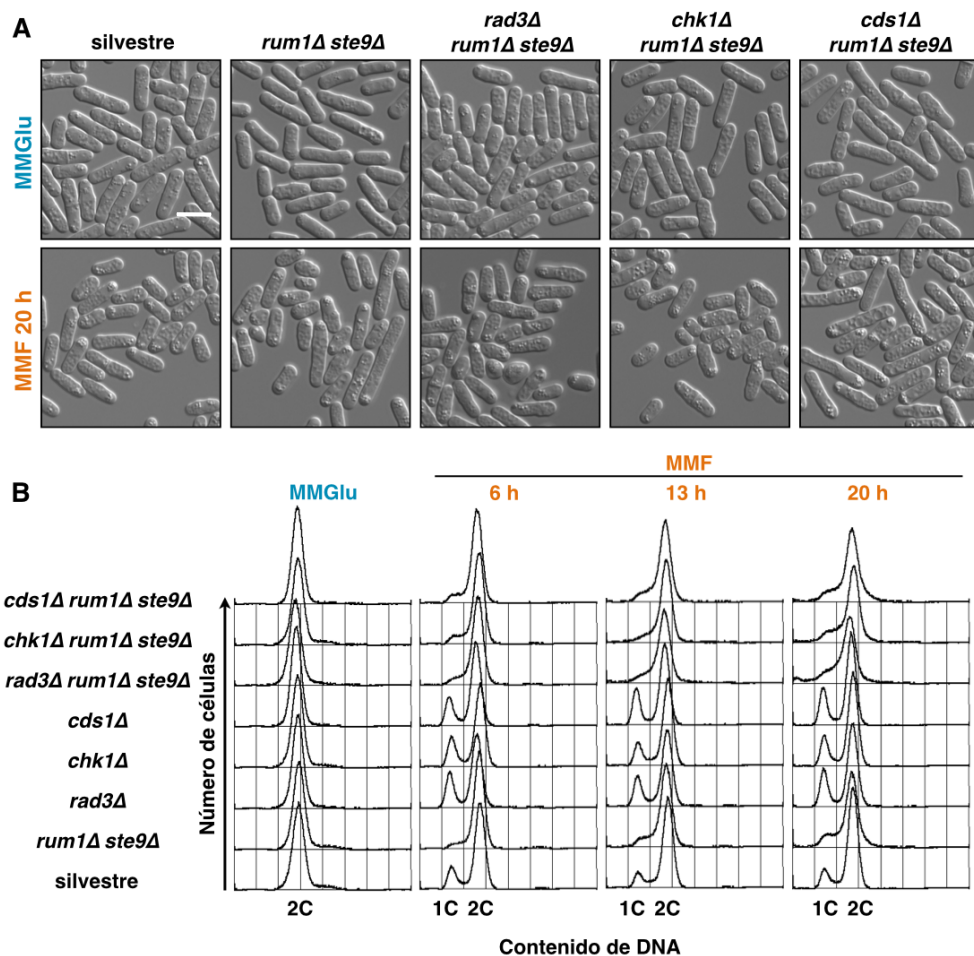 A
silvestre
rum1Δ ste9Δ
rad3Δ
rum1Δ ste9Δ
chk1Δ
rum1Δ ste9Δ
cds1Δ
rum1Δ ste9Δ
MMGlu
MMF 20 h
B
MMF
MMGlu
6 h
13 h
20 h
cds1Δ rum1Δ ste9Δ
chk1Δ rum1Δ ste9Δ
rad3Δ rum1Δ ste9Δ
cds1Δ
chk1Δ
rad3Δ
rum1Δ ste9Δ
silvestre
Número de células
2C
1C 2C
1C 2C
1C 2C
Contenido de DNA